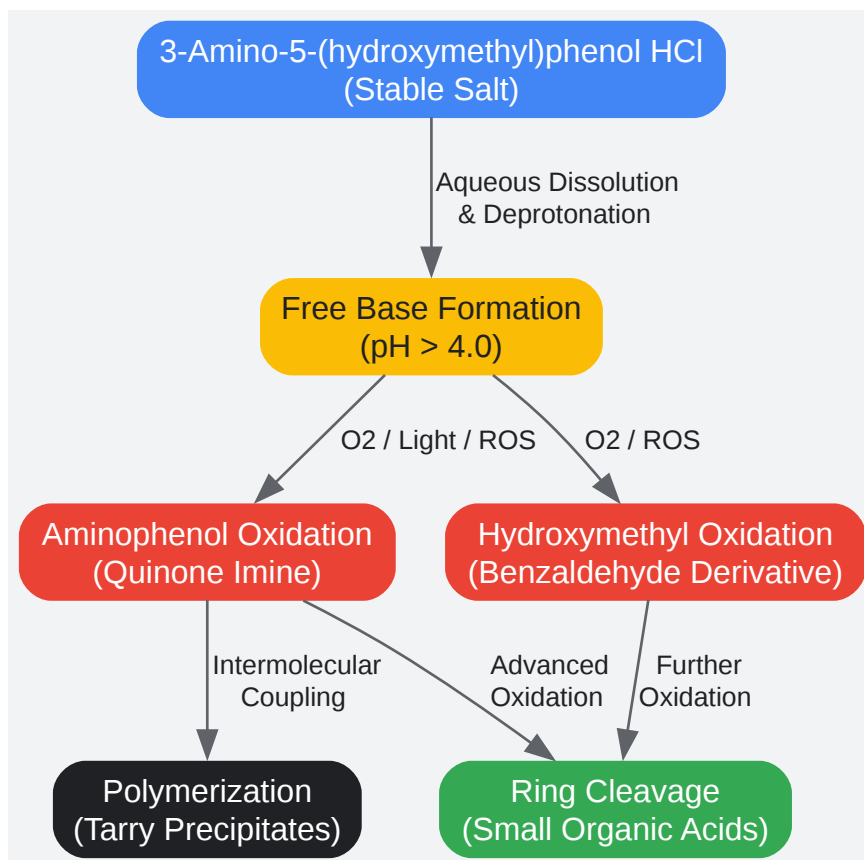 3-Amino-5-(hydroxymethyl)phenol HCl
(Stable Salt)
Aqueous Dissolution
& Deprotonation
Free Base Formation
(pH > 4.0)
O2 / Light / ROS
O2 / ROS
Aminophenol Oxidation
(Quinone Imine)
Hydroxymethyl Oxidation
(Benzaldehyde Derivative)
Intermolecular
Coupling
Advanced
Oxidation
Further
Oxidation
Polymerization
(Tarry Precipitates)
Ring Cleavage
(Small Organic Acids)